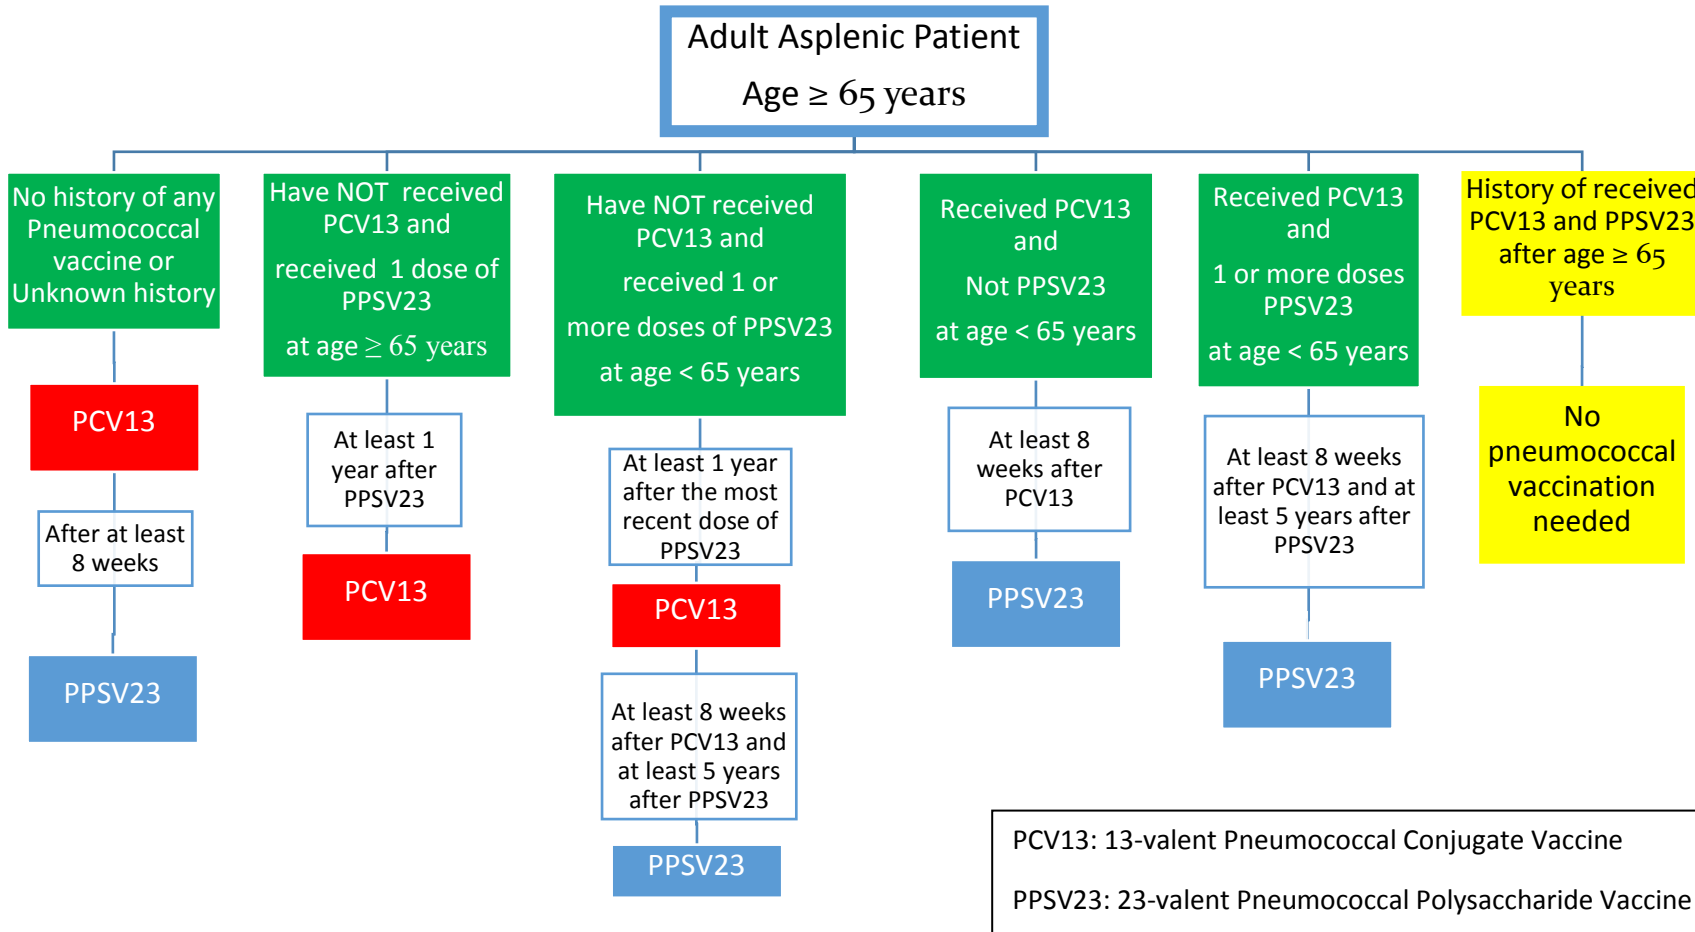 Adult Asplenic Patient
Age ≥ 65 years
No history of any
Pneumococcal
vaccine or
Unknown history
PCV13
After at least
8 weeks
PPSV23
Have NOT received
PCV13 and
received 1 dose of
PPSV23
at age ≥ 65 years
At least 1
year after
PPSV23
PCV13
Have NOT received
PCV13 and
received 1 or
more doses of PPSV23
at age < 65 years
At least 1 year
after the most
recent dose of
PPSV23
PCV13
At least 8 weeks
after PCV13 and
at least 5 years
after PPSV23
PPSV23
Received PCV13
and
Not PPSV23
at age < 65 years
At least 8
weeks after
PCV13
PPSV23
Received PCV13
and
1 or more doses
PPSV23
at age < 65 years
At least 8 weeks
after PCV13 and at
least 5 years after
PPSV23
PPSV23
History of received
PCV13 and PPSV23
after age ≥ 65
years
No
pneumococcal
vaccination
needed
PCV13: 13-valent Pneumococcal Conjugate Vaccine
PPSV23: 23-valent Pneumococcal Polysaccharide Vaccine